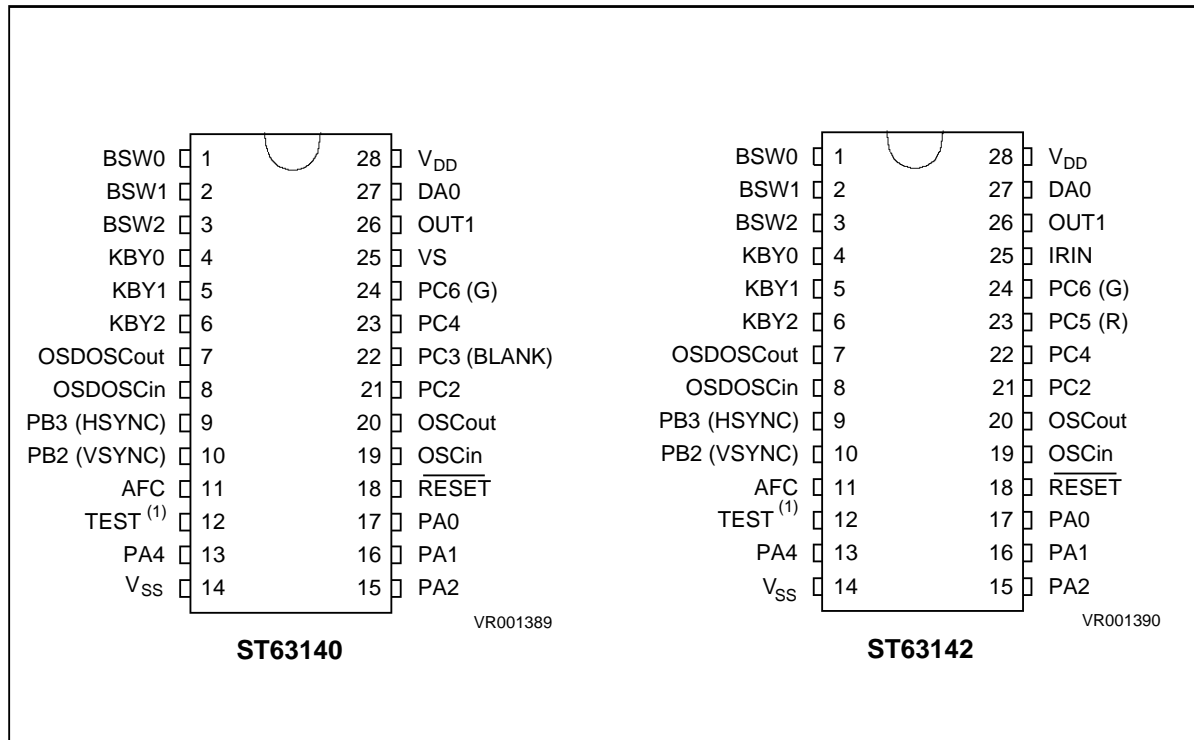 BSW0 1 28 VDD
BSW1 2 27 DA0
BSW2 3 26 OUT1
KBY0 4 25 VS
KBY1 5 24 PC6 (G)
KBY2 6 23 PC4
OSDOSCout 7 22 PC3 (BLANK)
OSDOSCin 8 21 PC2
PB3 (HSYNC) 9 20 OSCout
PB2 (VSYNC) 10 19 OSCin
AFC 11 18 RESET
TEST (1) 12 17 PA0
PA4 13 16 PA1
VSS 14 15 PA2
VR001389
ST63140
BSW0 1 28 VDD
BSW1 2 27 DA0
BSW2 3 26 OUT1
KBY0 4 25 IRIN
KBY1 5 24 PC6 (G)
KBY2 6 23 PC5 (R)
OSDOSCout 7 22 PC4
OSDOSCin 8 21 PC2
PB3 (HSYNC) 9 20 OSCout
PB2 (VSYNC) 10 19 OSCin
AFC 11 18 RESET
TEST (1) 12 17 PA0
PA4 13 16 PA1
VSS 14 15 PA2
VR001390
ST63142